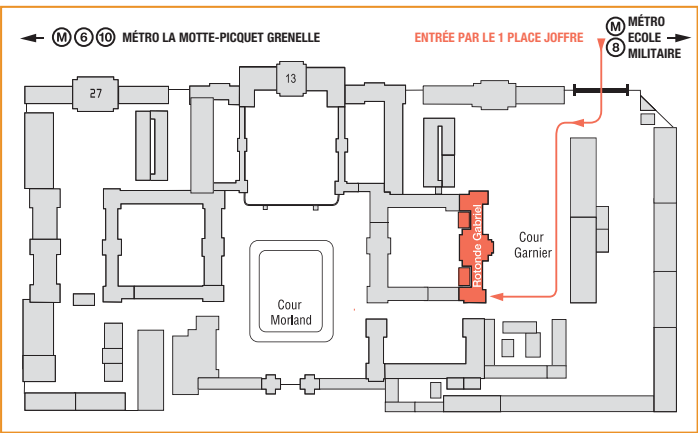 M 6 10 MÉTRO LA MOTTE-PICQUET GRENELLE
ENTRÉE PAR LE 1 PLACE JOFFRE
M MÉTRO
ECOLE
8 MILITAIRE
27
13
Rotonde Gabriel
Cour
Garnier
Cour
Morland